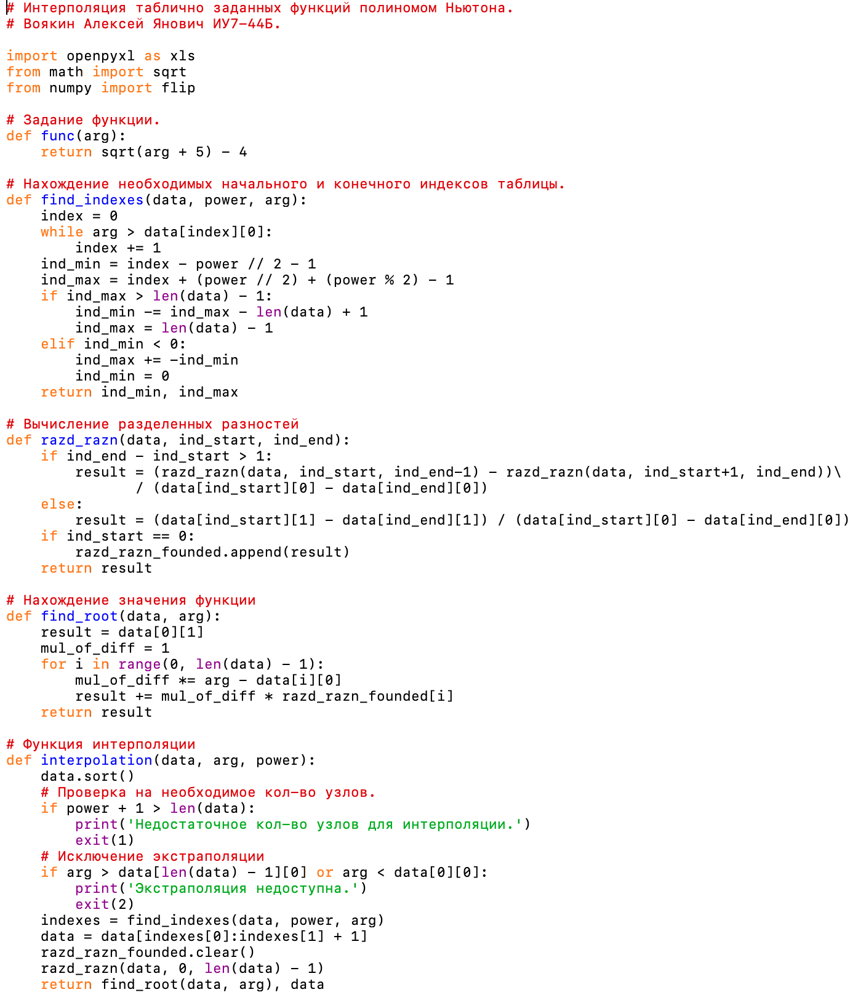 # Интерполяция таблично заданных функций полиномом Ньютона.
# Воякин Алексей Янович ИУ7-44Б.

import openpyxl as xls
from math import sqrt
from numpy import flip

# Задание функции.
def func(arg):
    return sqrt(arg + 5) - 4

# Нахождение необходимых начального и конечного индексов таблицы.
def find_indexes(data, power, arg):
    index = 0
    while arg > data[index][0]:
        index += 1
    ind_min = index - power // 2 - 1
    ind_max = index + (power // 2) + (power % 2) - 1
    if ind_max > len(data) - 1:
        ind_min -= ind_max - len(data) + 1
        ind_max = len(data) - 1
    elif ind_min < 0:
        ind_max += -ind_min
        ind_min = 0
    return ind_min, ind_max

# Вычисление разделенных разностей
def razd_razn(data, ind_start, ind_end):
    if ind_end - ind_start > 1:
        result = (razd_razn(data, ind_start, ind_end-1) - razd_razn(data, ind_start+1, ind_end))\
               / (data[ind_start][0] - data[ind_end][0])
    else:
        result = (data[ind_start][1] - data[ind_end][1]) / (data[ind_start][0] - data[ind_end][0])
    if ind_start == 0:
        razd_razn_founded.append(result)
    return result

# Нахождение значения функции
def find_root(data, arg):
    result = data[0][1]
    mul_of_diff = 1
    for i in range(0, len(data) - 1):
        mul_of_diff *= arg - data[i][0]
        result += mul_of_diff * razd_razn_founded[i]
    return result

# Функция интерполяции
def interpolation(data, arg, power):
    data.sort()
    # Проверка на необходимое кол-во узлов.
    if power + 1 > len(data):
        print('Недостаточное кол-во узлов для интерполяции.')
        exit(1)
    # Исключение экстраполяции
    if arg > data[len(data) - 1][0] or arg < data[0][0]:
        print('Экстраполяция недоступна.')
        exit(2)
    indexes = find_indexes(data, power, arg)
    data = data[indexes[0]:indexes[1] + 1]
    razd_razn_founded.clear()
    razd_razn(data, 0, len(data) - 1)
    return find_root(data, arg), data